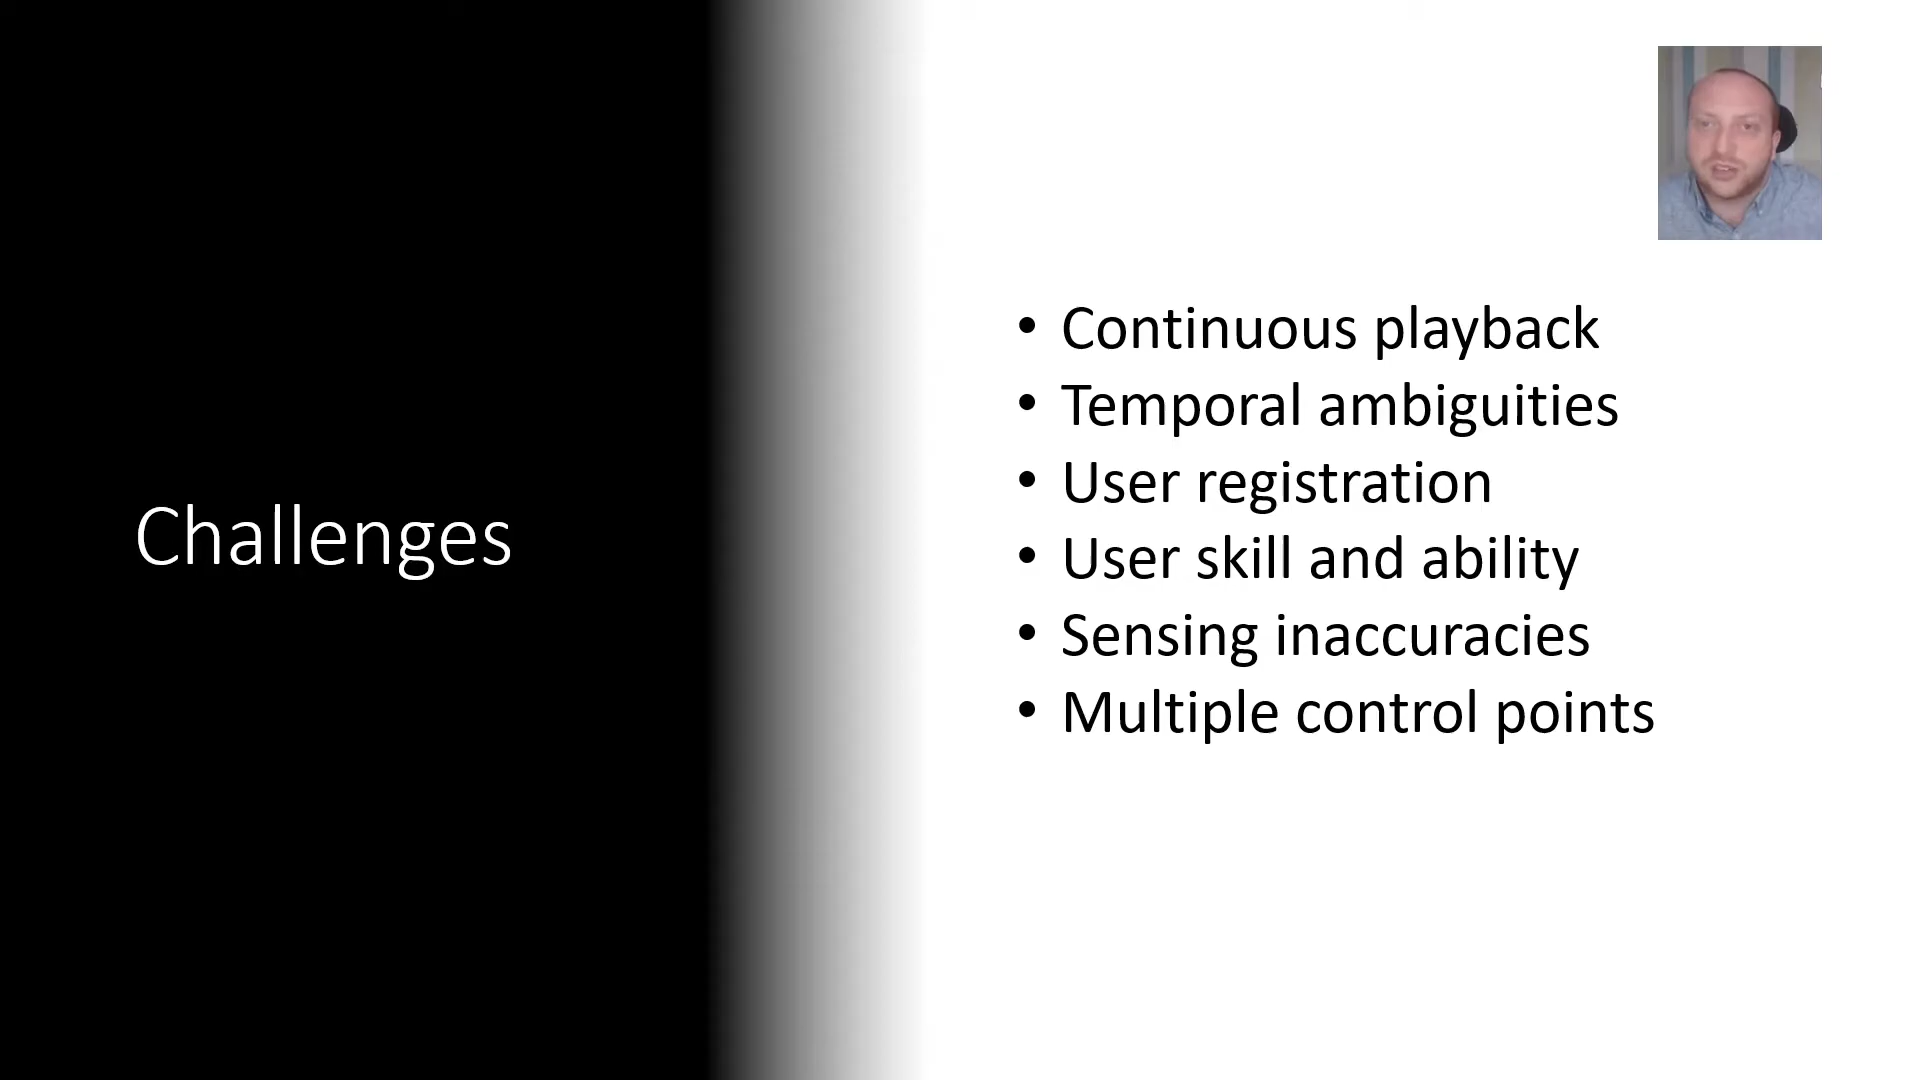 Challenges
• Continuous playback
• Temporal ambiguities
• User registration
• User skill and ability
• Sensing inaccuracies
• Multiple control points